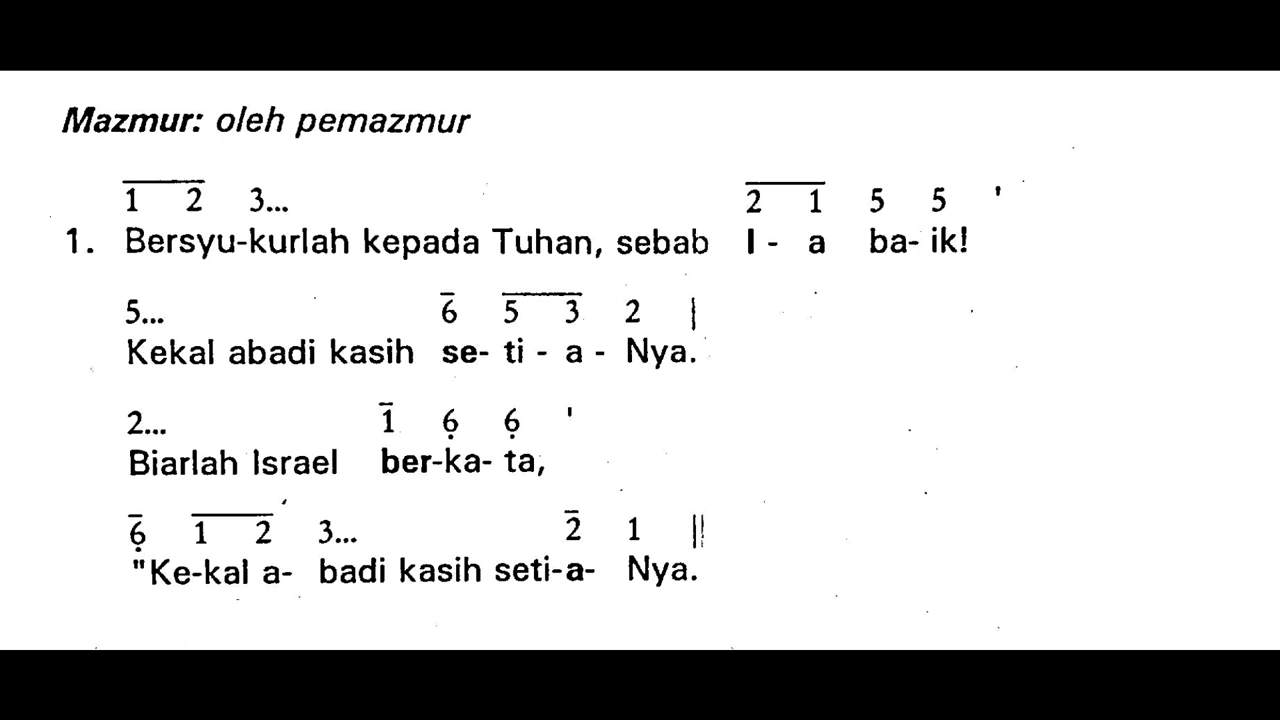 Mazmur: oleh pemazmur
1 2 3... 2 1 5 5 '
1. Bersyu-kurlah kepada Tuhan, sebab I - a ba- ik!
5... 6 5 3 2 |
Kekal abadi kasih se- ti - a - Nya.
2... 1 6 6 '
Biarlah Israel ber-ka- ta,
6 1 2 3... 2 1 ||
"Ke-kal a- badi kasih seti-a- Nya.